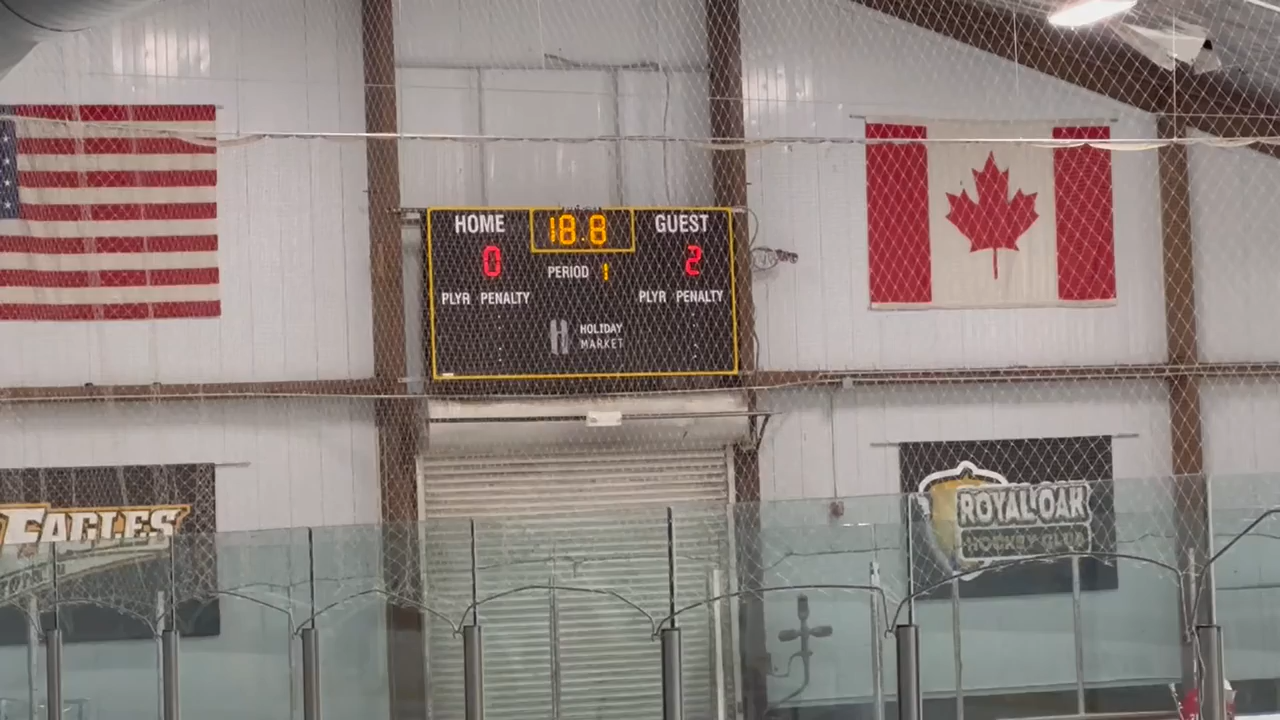 HOME 18.8 GUEST
0 PERIOD 1 2
PLYR PENALTY PLYR PENALTY
HOLIDAY
MARKET
EAGLES
ROYAL OAK
HOCKEY CLUB